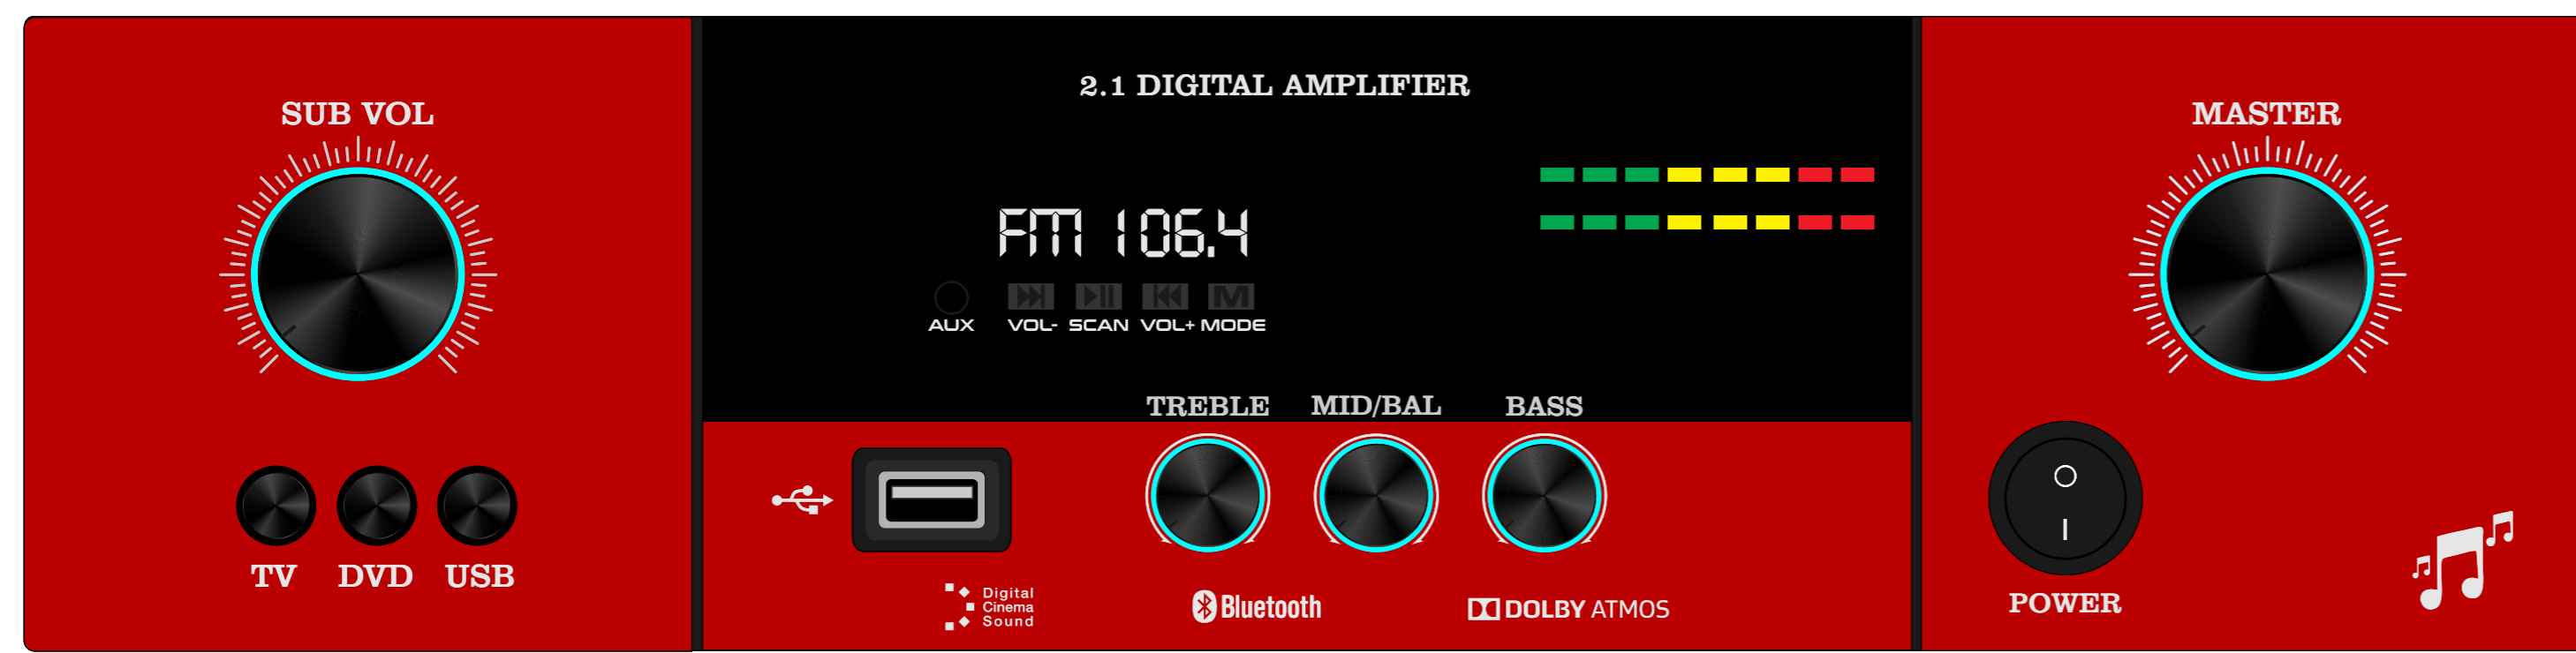 2.1 DIGITAL AMPLIFIER
SUB VOL
MASTER
FM 106.4
M
AUX VOL- SCAN VOL+ MODE
TREBLE MID/BAL BASS
TV DVD USB
Digital
Cinema
Sound
Bluetooth
DOLBY ATMOS
POWER